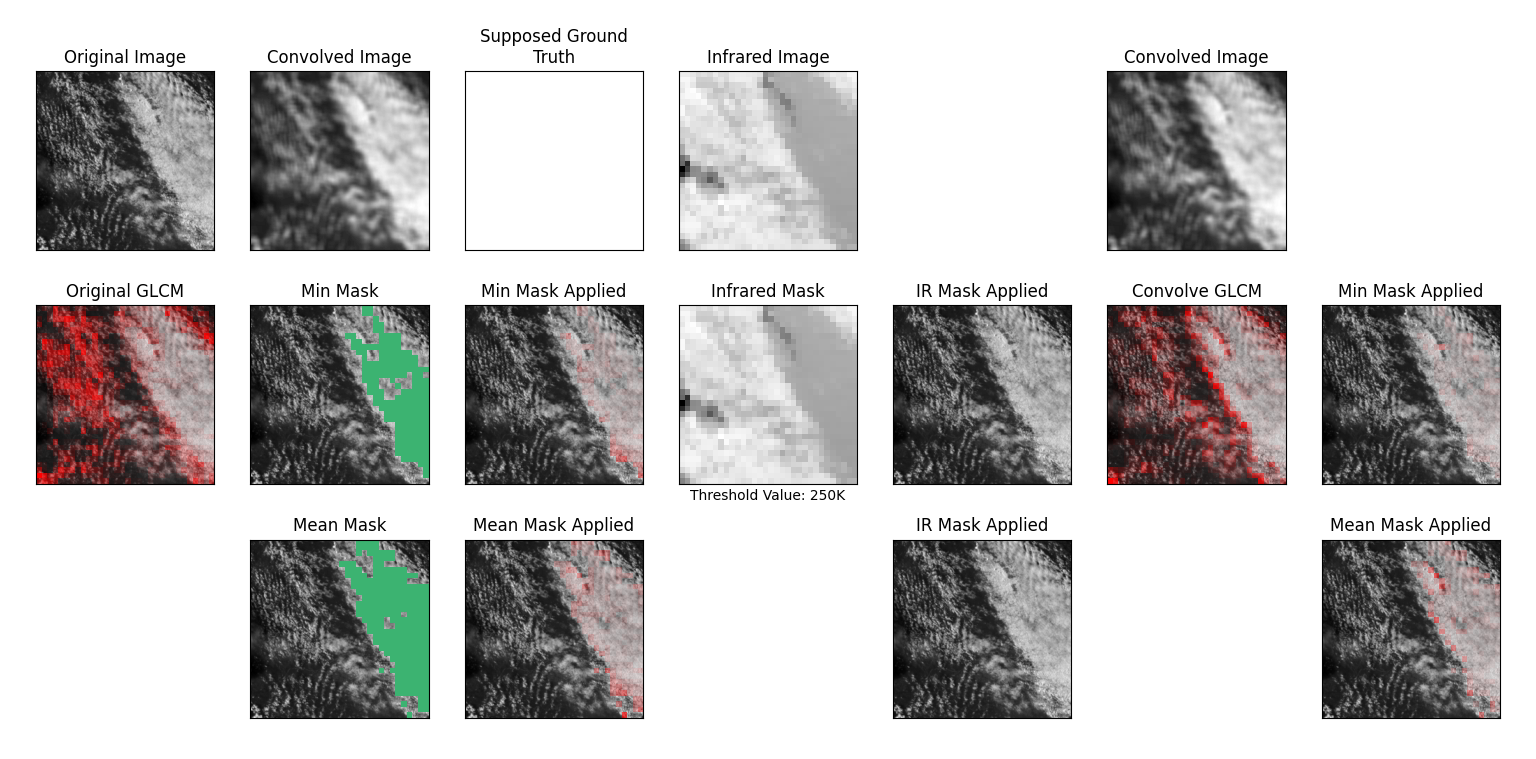 Original Image
Convolved Image
Supposed Ground
Truth
Infrared Image
Convolved Image
Original GLCM
Min Mask
Min Mask Applied
Infrared Mask
IR Mask Applied
Convolve GLCM
Min Mask Applied
Threshold Value: 250K
Mean Mask
Mean Mask Applied
IR Mask Applied
Mean Mask Applied